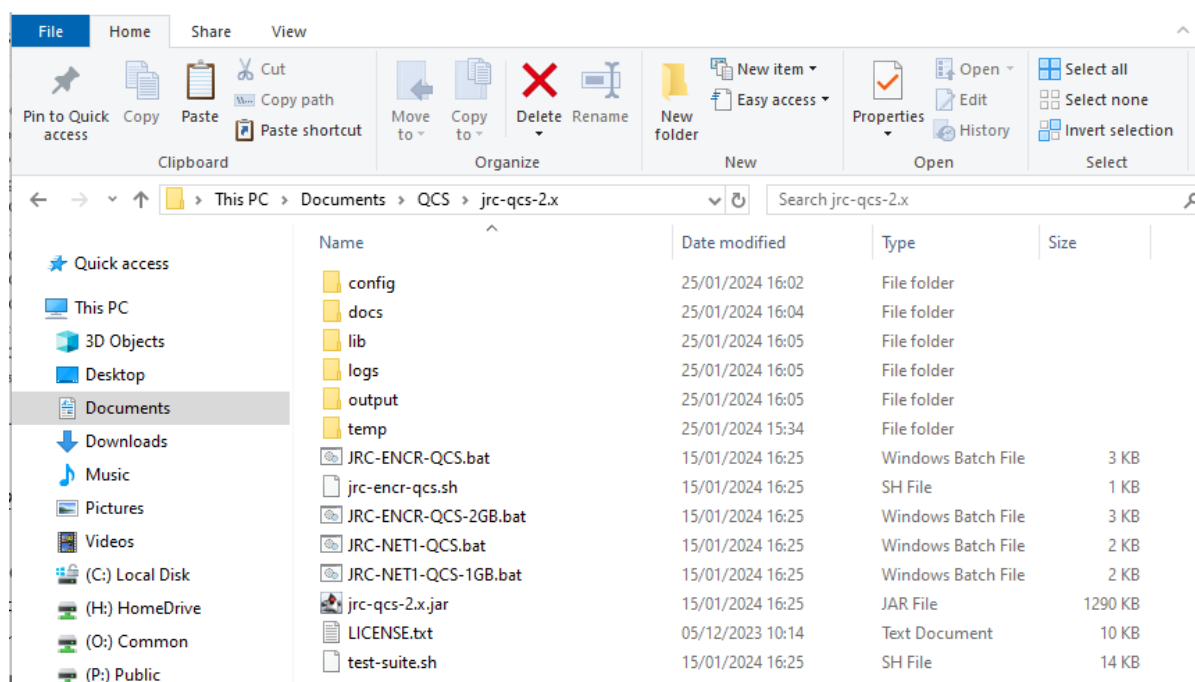 File Home Share View
Pin to Quick access
Copy
Paste
Cut
Copy path
Paste shortcut
Clipboard
Move to
Copy to
Delete
Rename
Organize
New folder
New item
Easy access
New
Properties
Open
Edit
History
Open
Select all
Select none
Invert selection
Select
This PC > Documents > QCS > jrc-qcs-2.x
Search jrc-qcs-2.x
Quick access
This PC
3D Objects
Desktop
Documents
Downloads
Music
Pictures
Videos
(C:) Local Disk
(H:) HomeDrive
(O:) Common
(P:) Public
Name Date modified Type Size
config 25/01/2024 16:02 File folder
docs 25/01/2024 16:04 File folder
lib 25/01/2024 16:05 File folder
logs 25/01/2024 16:05 File folder
output 25/01/2024 16:05 File folder
temp 25/01/2024 15:34 File folder
JRC-ENCR-QCS.bat 15/01/2024 16:25 Windows Batch File 3 KB
jrc-encr-qcs.sh 15/01/2024 16:25 SH File 1 KB
JRC-ENCR-QCS-2GB.bat 15/01/2024 16:25 Windows Batch File 3 KB
JRC-NET1-QCS.bat 15/01/2024 16:25 Windows Batch File 2 KB
JRC-NET1-QCS-1GB.bat 15/01/2024 16:25 Windows Batch File 2 KB
jrc-qcs-2.x.jar 15/01/2024 16:25 JAR File 1290 KB
LICENSE.txt 05/12/2023 10:14 Text Document 10 KB
test-suite.sh 15/01/2024 16:25 SH File 14 KB